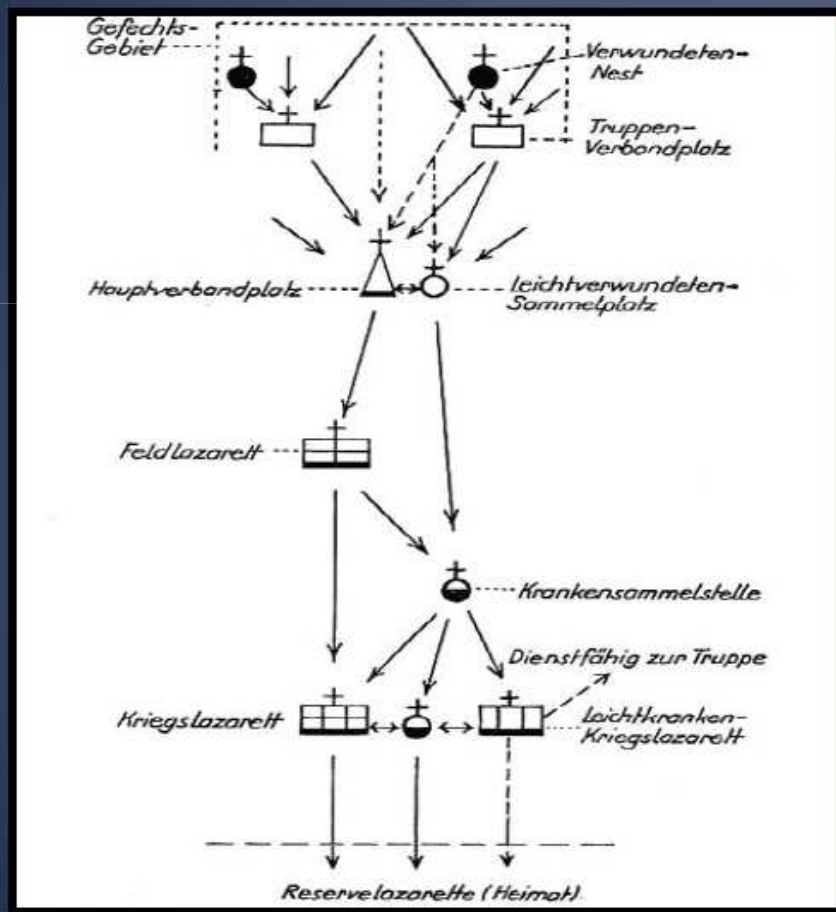 Gefechts-
Gebiet
Verwundeten-
Nest
Truppen-
Verbandplatz
Hauptverbandplatz
Leichtverwundeten-
Sammelplatz
Feldlazarett
Krankensammelstelle
Dienstfähig zur Truppe
Kriegslazarett
Leichtkranken-
Kriegslazarett
Reservelazarette (Heimat)